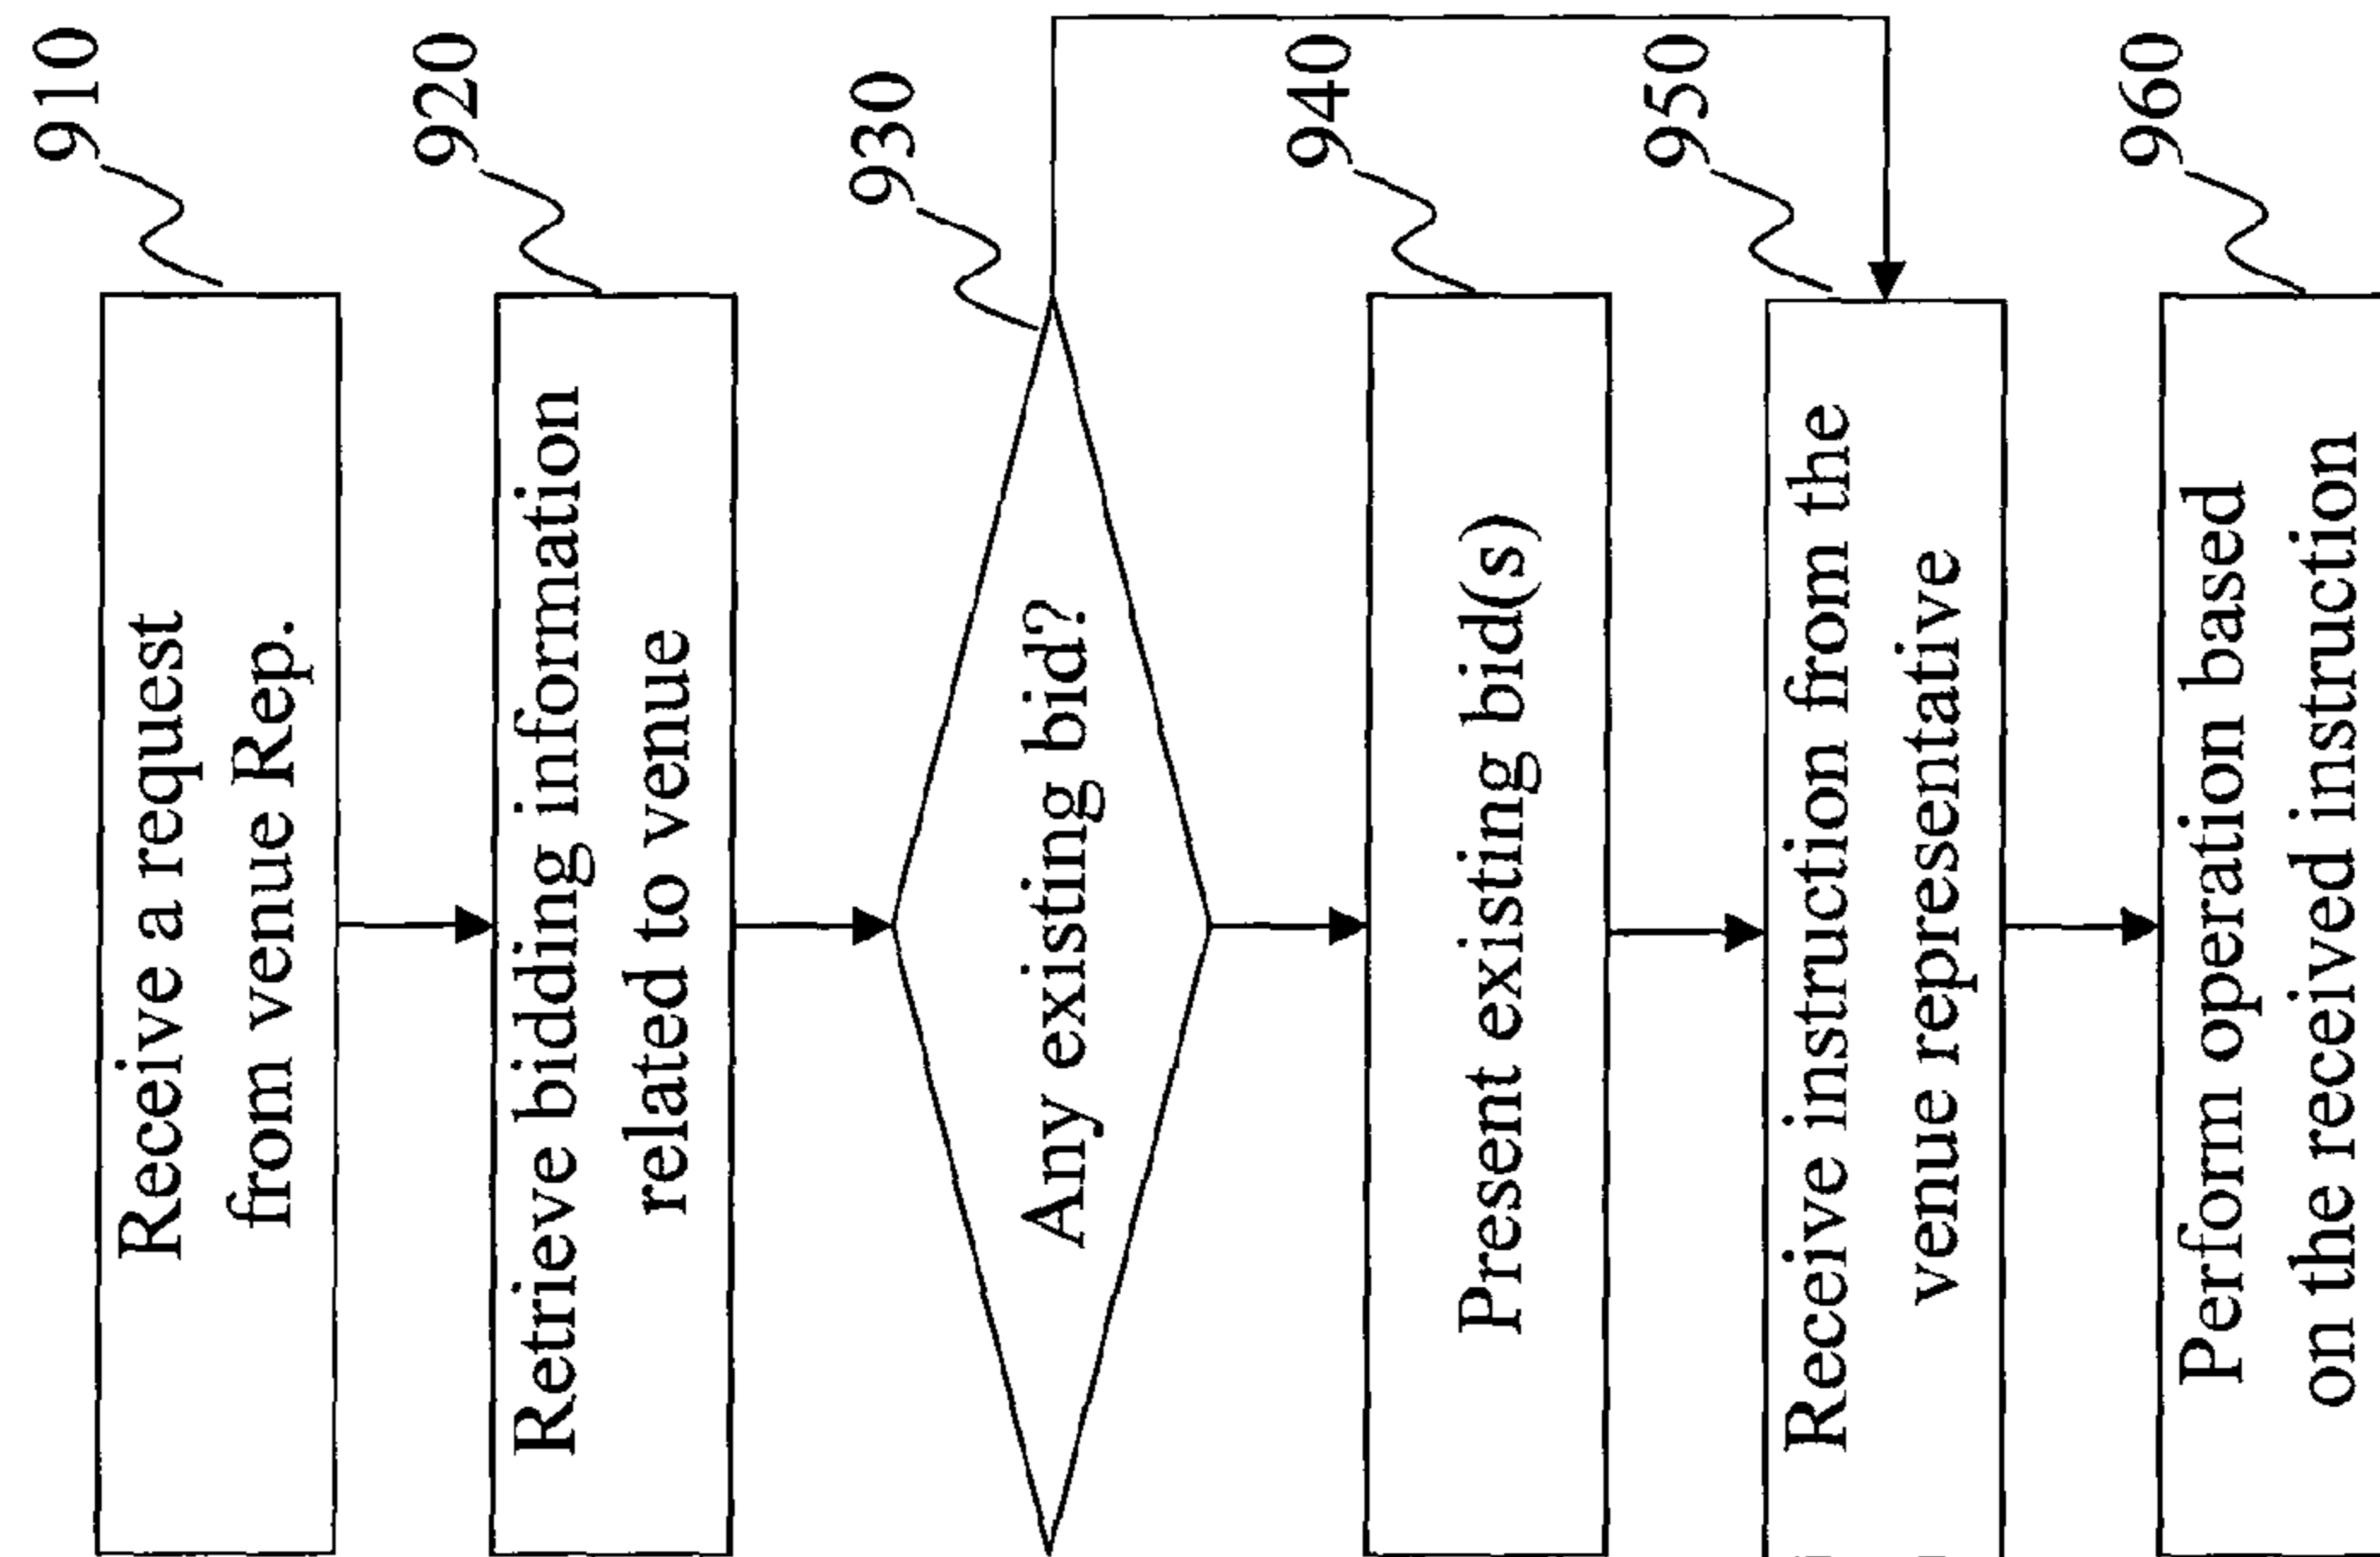 910
Receive a request
from venue Rep.
920
Retrieve bidding information
related to venue
930
Any existing bid?
940
Present existing bid(s)
950
Receive instruction from the
venue representative
960
Perform operation based
on the received instruction